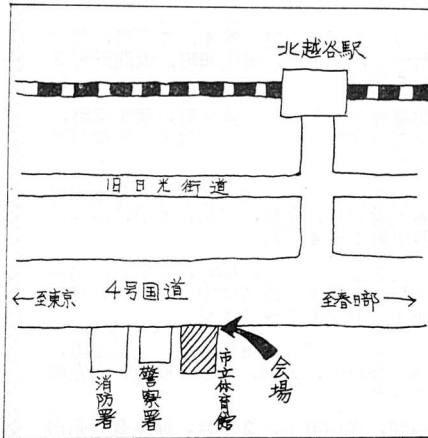 北越谷駅
旧日光街道
←至東京
4号国道
至春日部→
消防署
警察署
市立体育館
会場